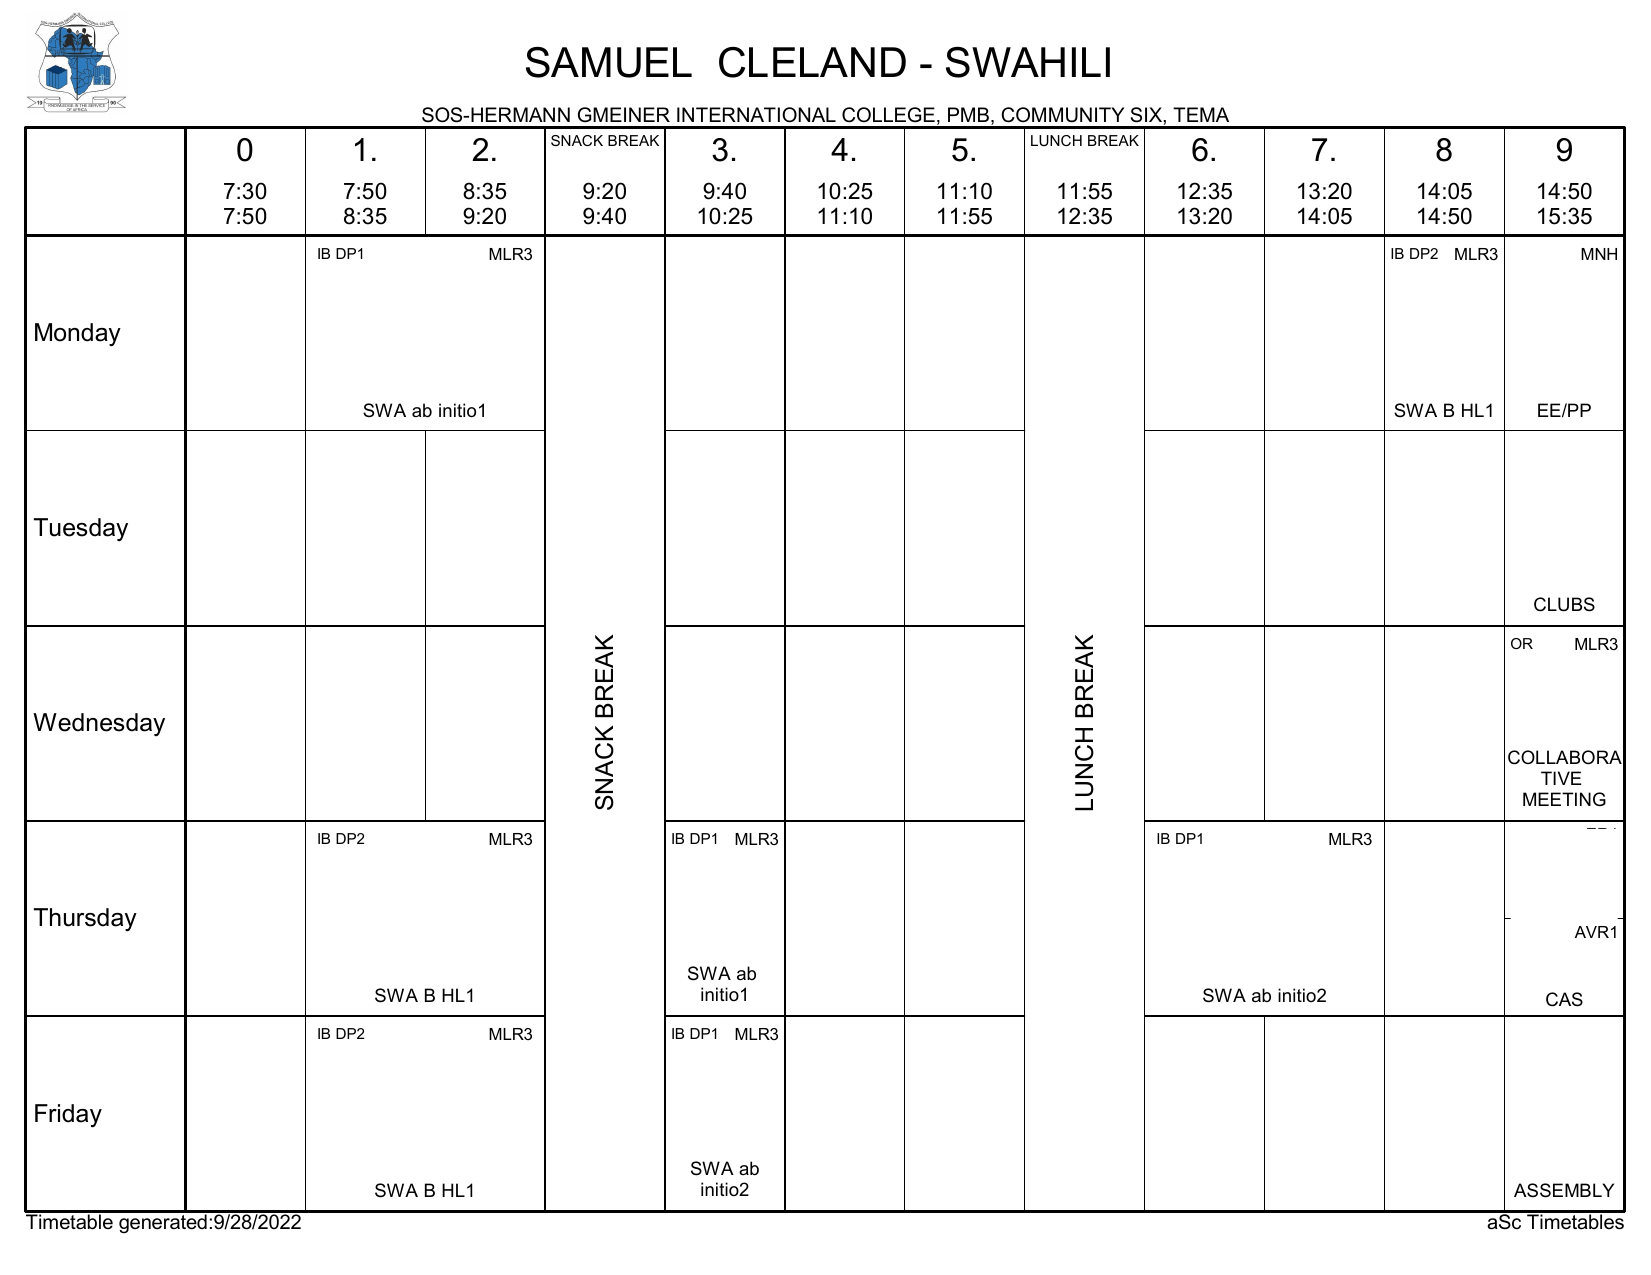 SAMUEL CLELAND - SWAHILI
SOS-HERMANN GMEINER INTERNATIONAL COLLEGE, PMB, COMMUNITY SIX, TEMA
0 1. 2. SNACK BREAK 3. 4. 5. LUNCH BREAK 6. 7. 8 9
7:30 7:50 8:35 9:20 9:40 10:25 11:10 11:55 12:35 13:20 14:05 14:50
7:50 8:35 9:20 9:40 10:25 11:10 11:55 12:35 13:20 14:05 14:50 15:35
Monday
IB DP1 MLR3
SWA ab initio1
IB DP2 MLR3
SWA B HL1
MNH
EE/PP
Tuesday
CLUBS
SNACK BREAK
LUNCH BREAK
Wednesday
OR MLR3
COLLABORA
TIVE
MEETING
Thursday
IB DP2 MLR3
SWA B HL1
IB DP1 MLR3
SWA ab
initio1
IB DP1 MLR3
SWA ab initio2
AVR1
CAS
Friday
IB DP2 MLR3
SWA B HL1
IB DP1 MLR3
SWA ab
initio2
ASSEMBLY
Timetable generated:9/28/2022
aSc Timetables